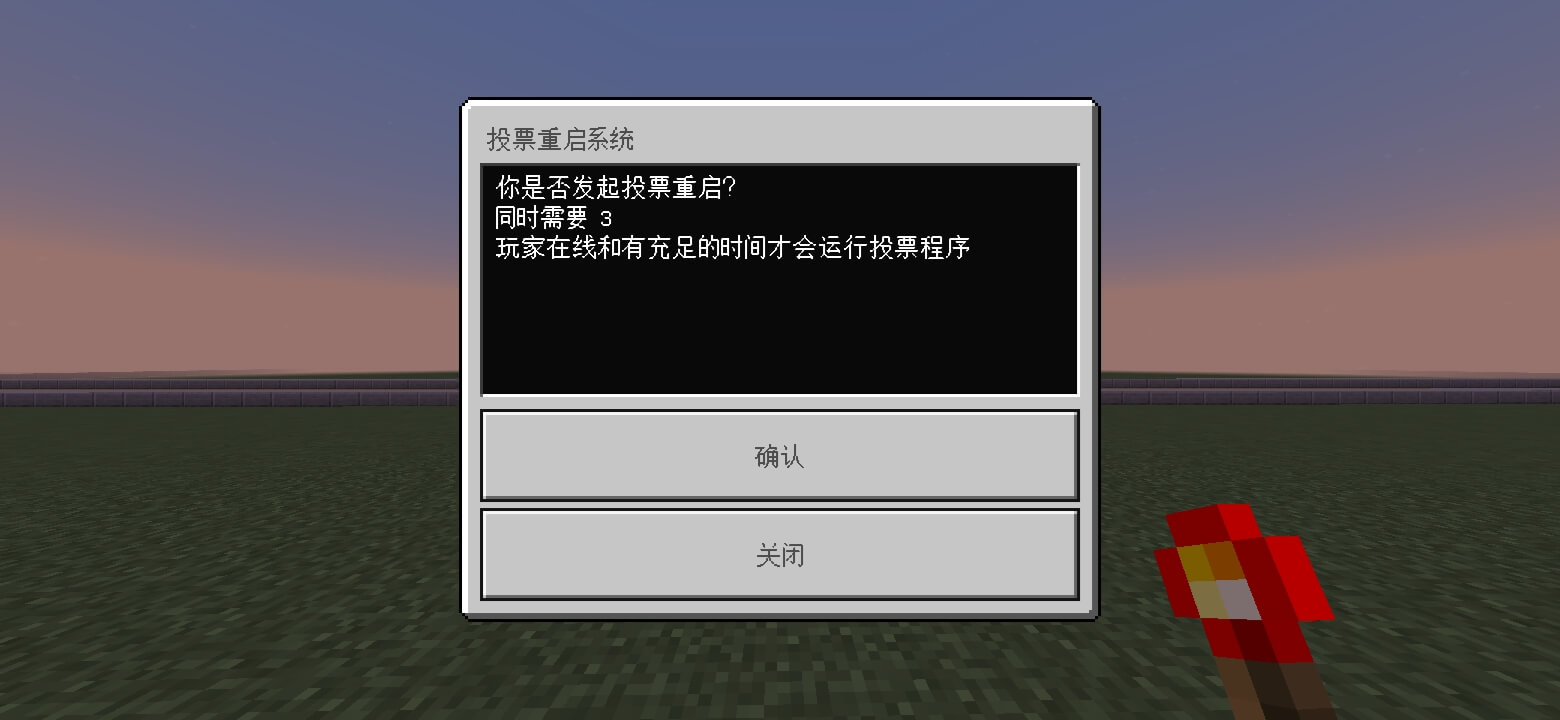 投票重启系统
你是否发起投票重启?
同时需要 3
玩家在线和有充足的时间才会运行投票程序
确认
关闭